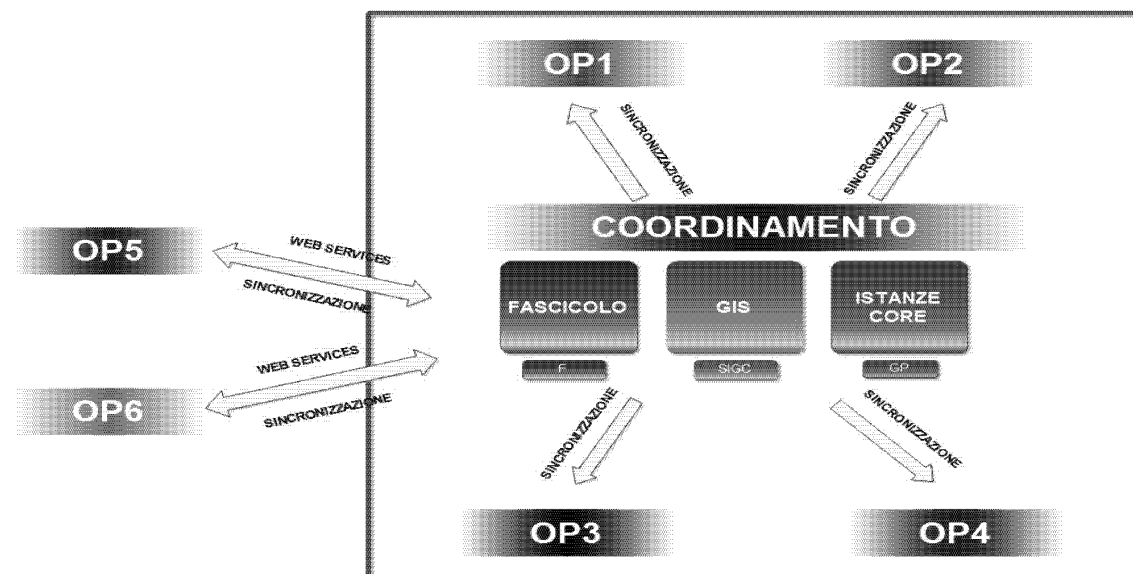 OP1
OP2
SINCRONIZZAZIONE
SINCRONIZZAZIONE
COORDINAMENTO
OP5
WEB SERVICES
SINCRONIZZAZIONE
FASCICOLO
GIS
ISTANZE
CORE
F
SIGC
GP
WEB SERVICES
SINCRONIZZAZIONE
OP6
SINCRONIZZAZIONE
SINCRONIZZAZIONE
OP3
OP4